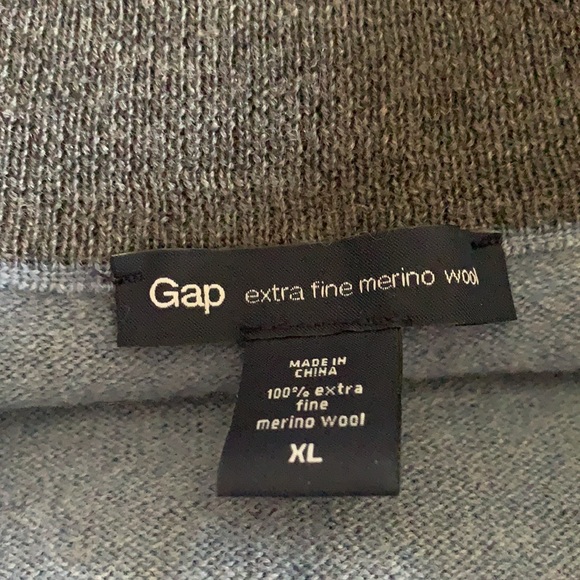 Gap extra fine merino wool
MADE IN
CHINA
100% extra
fine
merino wool
XL